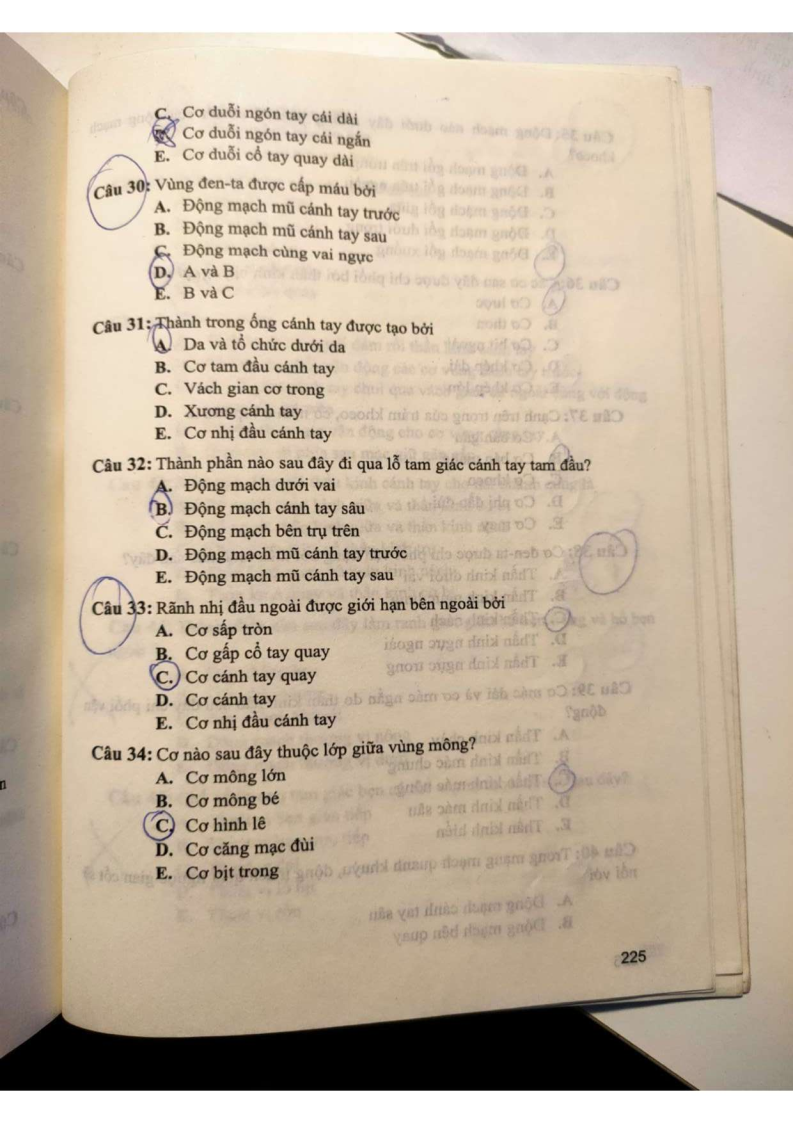 C. Cơ duỗi ngón tay cái dài
D. Cơ duỗi ngón tay cái ngắn
E. Cơ duỗi cổ tay quay dài
Câu 30: Vùng đen-ta được cấp máu bởi
A. Động mạch mũ cánh tay trước
B. Động mạch mũ cánh tay sau
C. Động mạch cùng vai ngực
D. A và B
E. B và C
Câu 31: Thành trong ống cánh tay được tạo bởi
A. Da và tổ chức dưới da
B. Cơ tam đầu cánh tay
C. Vách gian cơ trong
D. Xương cánh tay
E. Cơ nhị đầu cánh tay
Câu 32: Thành phần nào sau đây đi qua lỗ tam giác cánh tay tam đầu?
A. Động mạch dưới vai
B. Động mạch cánh tay sâu
C. Động mạch bên trụ trên
D. Động mạch mũ cánh tay trước
E. Động mạch mũ cánh tay sau
Câu 33: Rãnh nhị đầu ngoài được giới hạn bên ngoài bởi
A. Cơ sấp tròn
B. Cơ gấp cổ tay quay
C. Cơ cánh tay quay
D. Cơ cánh tay
E. Cơ nhị đầu cánh tay
Câu 34: Cơ nào sau đây thuộc lớp giữa vùng mông?
A. Cơ mông lớn
B. Cơ mông bé
C. Cơ hình lê
D. Cơ căng mạc đùi
E. Cơ bịt trong
225